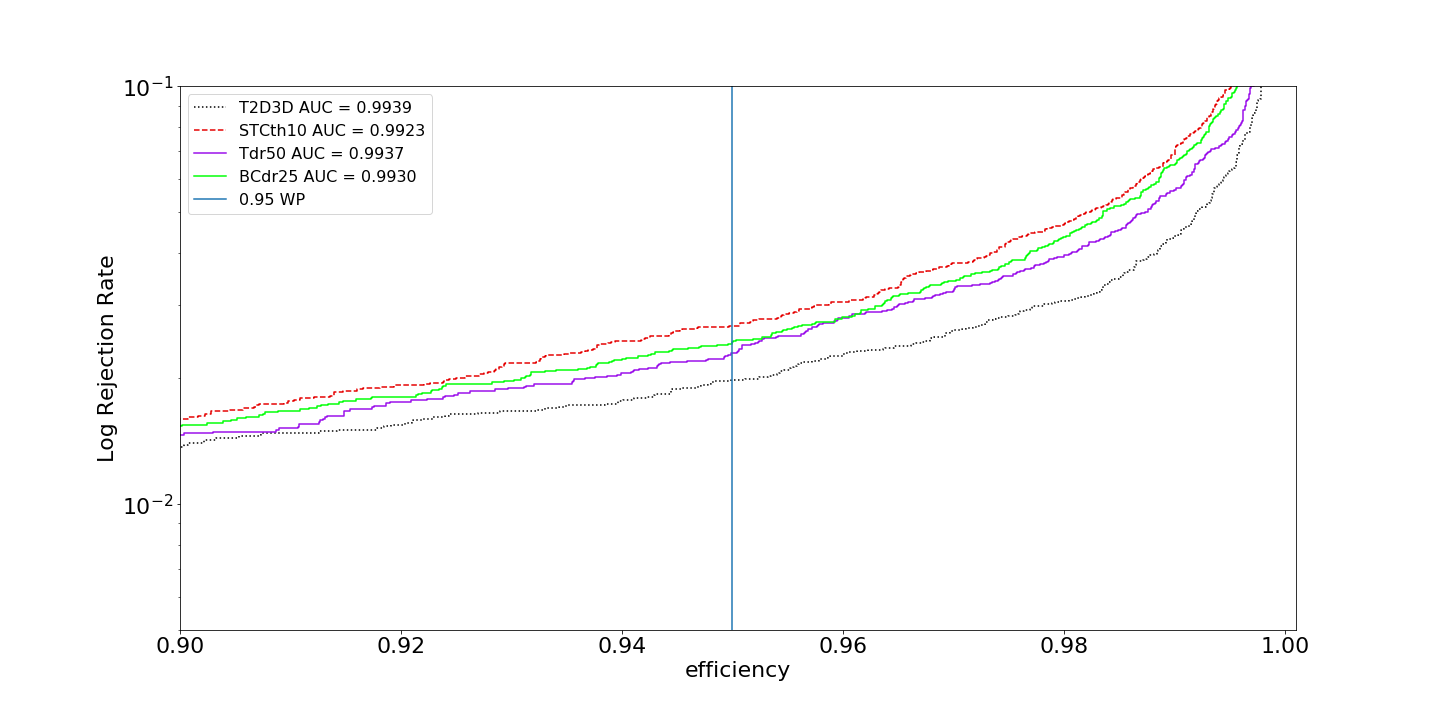 10⁻¹
T2D3D AUC = 0.9939
STCth10 AUC = 0.9923
Tdr50 AUC = 0.9937
BCdr25 AUC = 0.9930
0.95 WP
Log Rejection Rate
10⁻²
0.90 0.92 0.94 0.96 0.98 1.00
efficiency